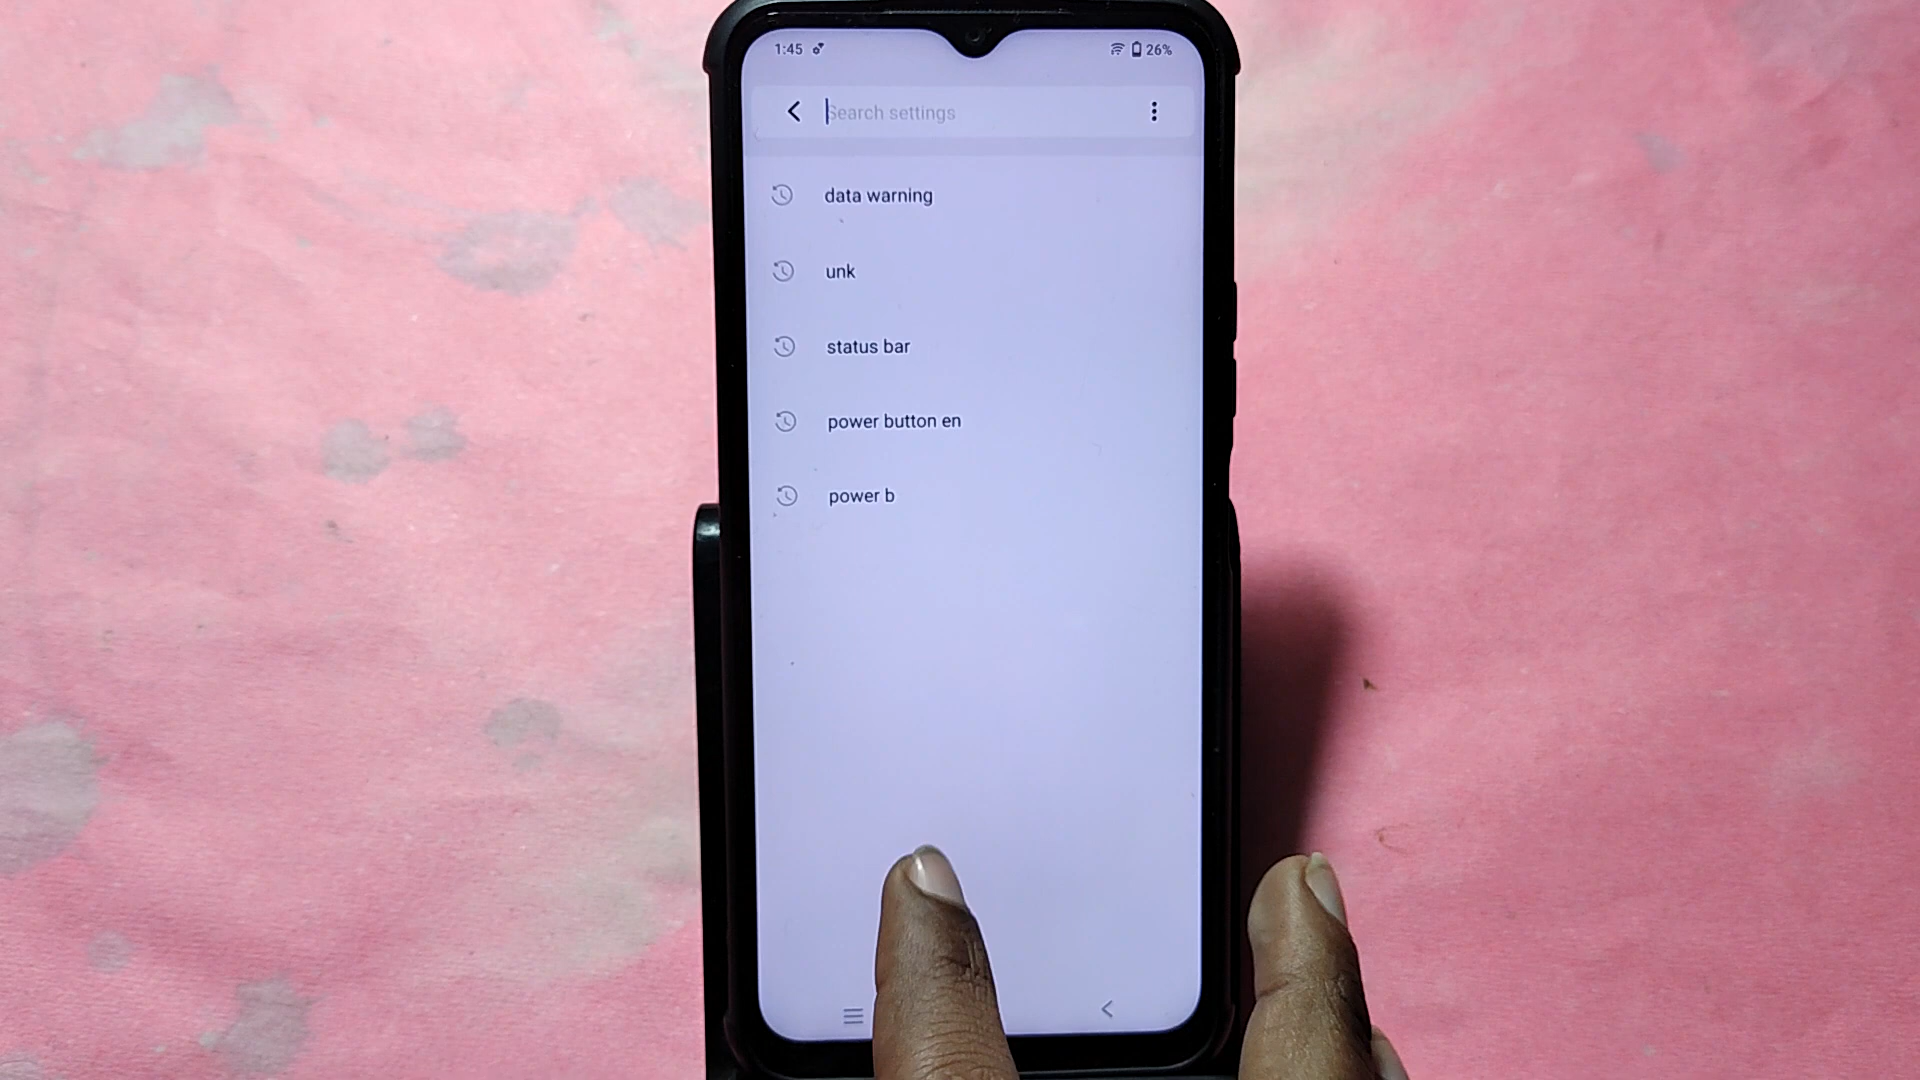 1:45 26%
Search settings
data warning
unk
status bar
power button en
power b